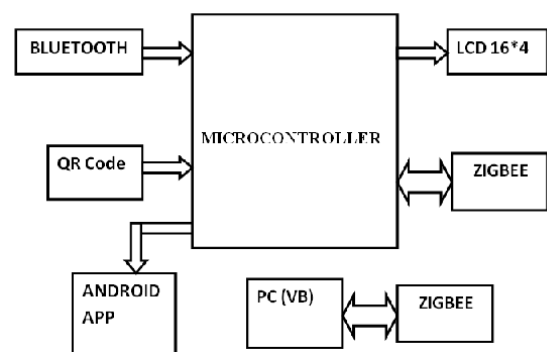 BLUETOOTH
LCD 16*4
MICROCONTROLLER
QR Code
ZIGBEE
ANDROID
APP
PC (VB)
ZIGBEE